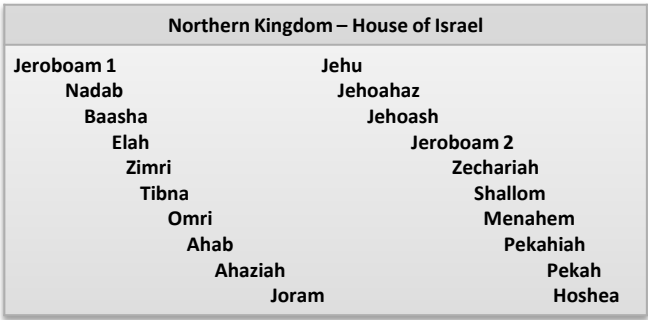 Northern Kingdom – House of Israel
Jeroboam 1
Nadab
Baasha
Elah
Zimri
Tibna
Omri
Ahab
Ahaziah
Joram
Jehu
Jehoahaz
Jehoash
Jeroboam 2
Zechariah
Shallom
Menahem
Pekahiah
Pekah
Hoshea